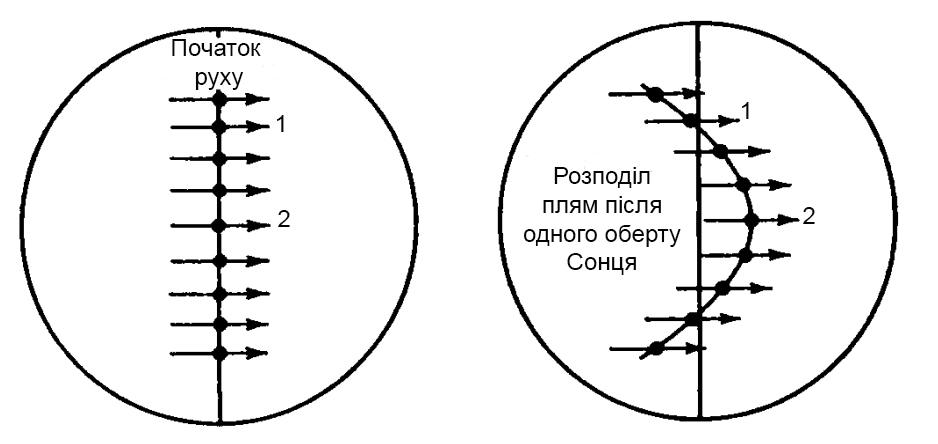 Початок
руху
1
2
1
Розподіл
плям після
одного оберту
Сонця
2